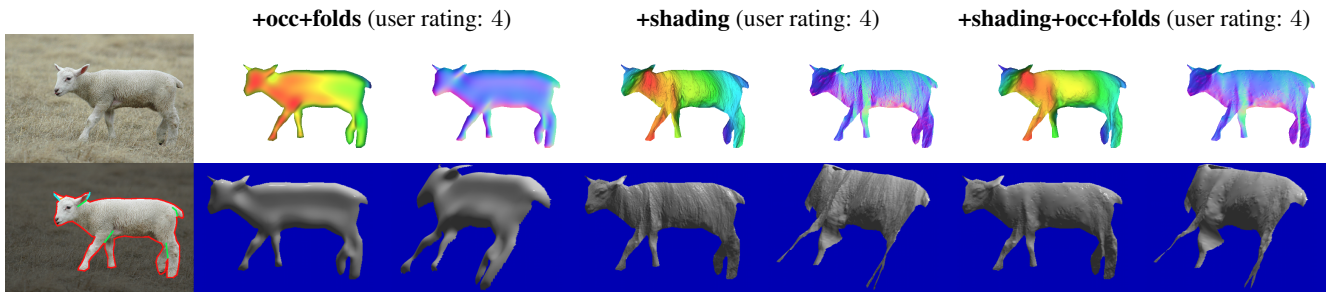 +occ+folds (user rating: 4) +shading (user rating: 4) +shading+occ+folds (user rating: 4)